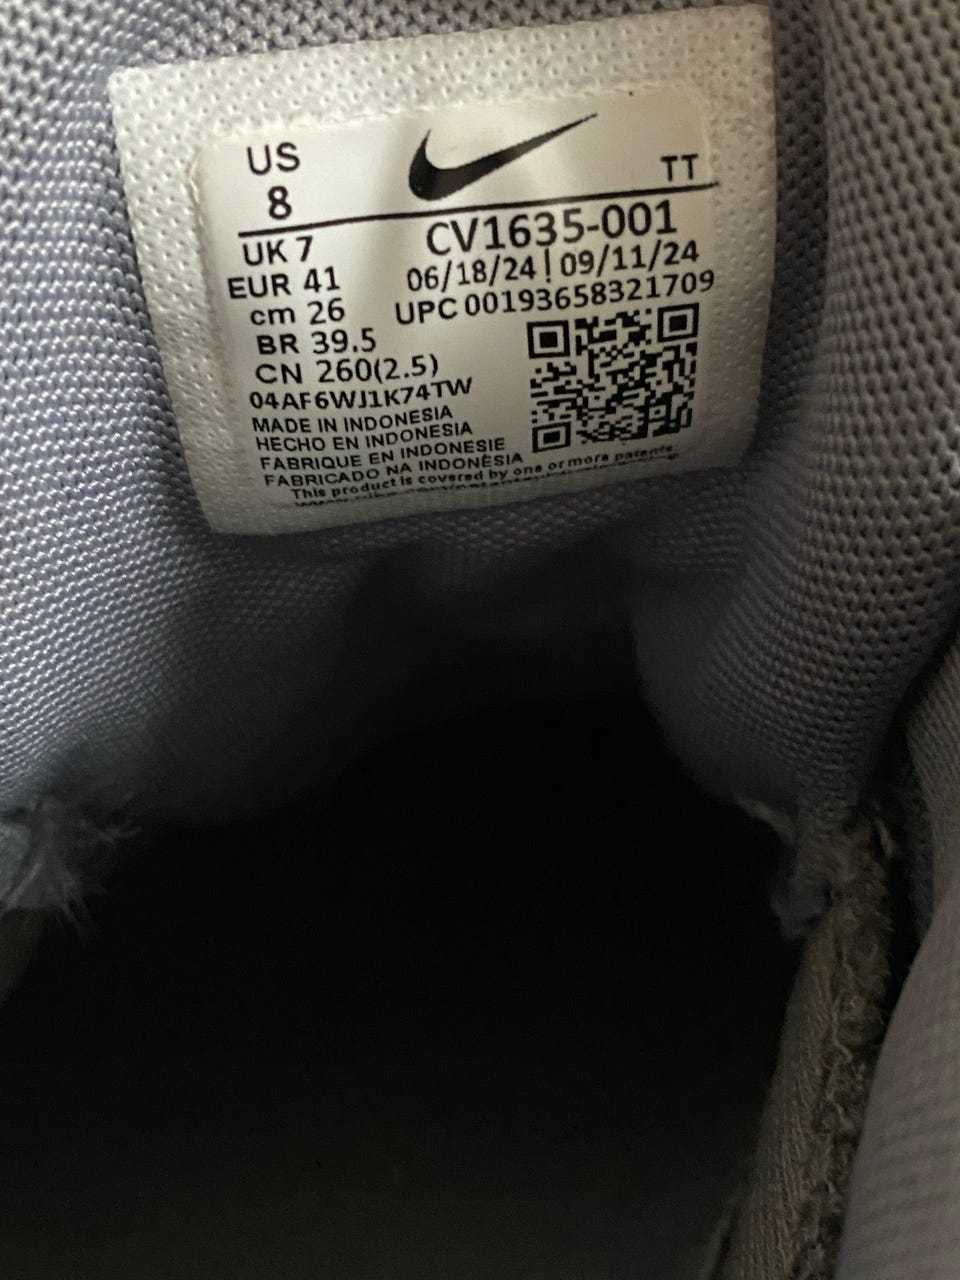 US
8
TT
UK 7
CV1635-001
EUR 41
06/18/24 | 09/11/24
cm 26
UPC 00193658321709
BR 39.5
CN 260(2.5)
04AF6WJ1K74TW
MADE IN INDONESIA
HECHO EN INDONESIA
FABRIQUE EN INDONESIE
FABRICADO NA INDONÉSIA
This product is covered by one or more patents.